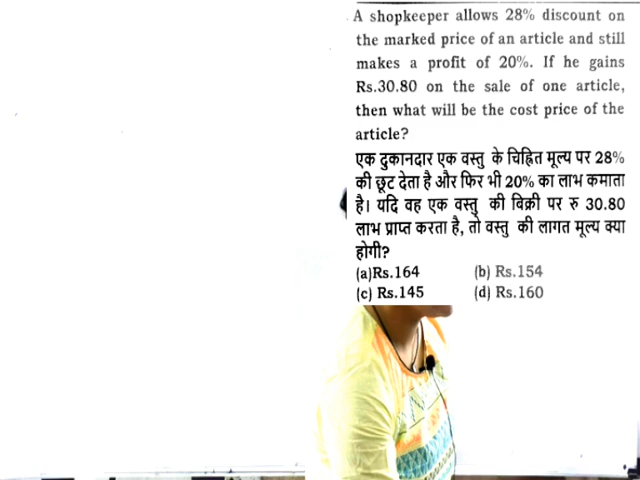 A shopkeeper allows 28% discount on
the marked price of an article and still
makes a profit of 20%. If he gains
Rs.30.80 on the sale of one article,
then what will be the cost price of the
article?
एक दुकानदार एक वस्तु के चिह्नित मूल्य पर 28%
की छूट देता है और फिर भी 20% का लाभ कमाता
है। यदि वह एक वस्तु की बिक्री पर रु 30.80
लाभ प्राप्त करता है, तो वस्तु की लागत मूल्य क्या
होगी?
(a)Rs.164 (b) Rs.154
(c) Rs.145 (d) Rs.160